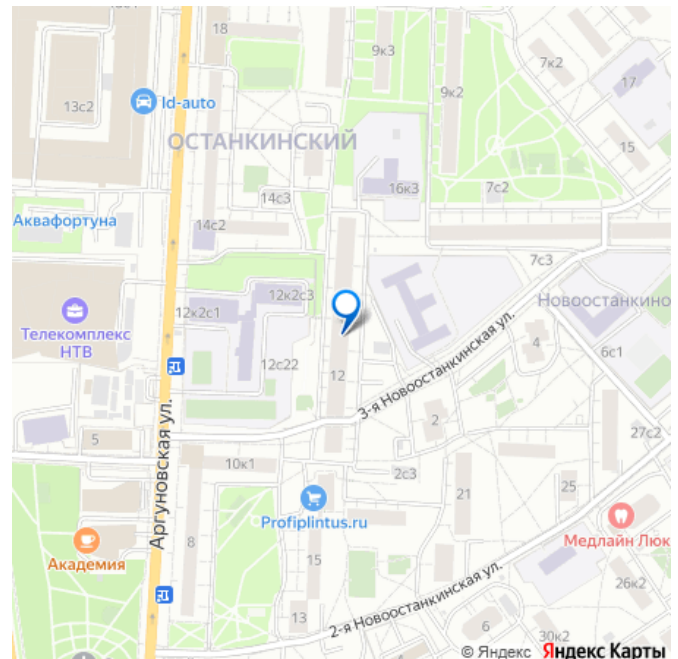 18
9к3
7к2
13с2
Id-auto
9к2
17
ОСТАНКИНСКИЙ
15
16к3
7с2
14с3
Аквафортуна
14с2
7с3
12к2с3
Новоостанкино
12к2с1
Телекомплекс
НТВ
3-я Новоостанкинская ул.
4
6с1
12с22
12
Аргуновская ул.
5
2
27с2
10к1
2с3
21
25
Profiplintus.ru
Медлайн Люк
8
Академия
15
2-я Новоостанкинская ул.
26к2
13
6
30к2
© Яндекс Яндекс Карты